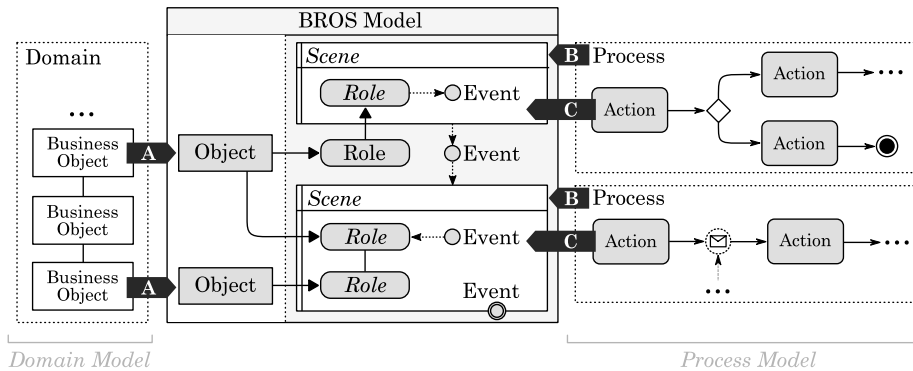 BROS Model
Domain
...
Business
Object
Business
Object
Business
Object
A
A
Object
Object
Scene
Role
Event
Role
Event
Scene
Role
Event
Role
Event
B
Process
C
Action
Action
...
Action
B
Process
C
Action
Action
...
...
Domain Model
Process Model